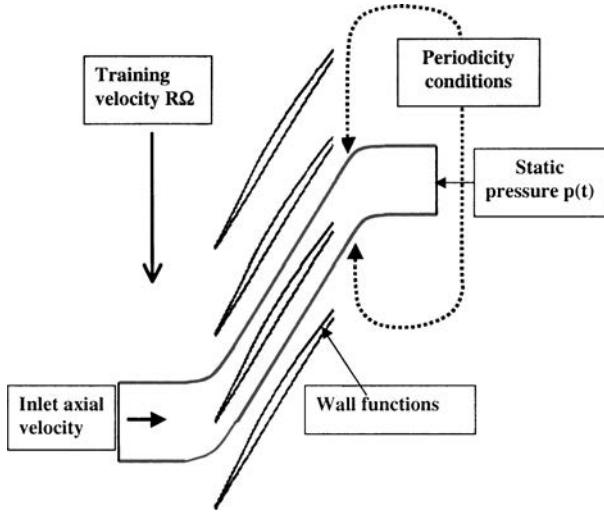 Training
velocity RΩ
Periodicity
conditions
Static
pressure p(t)
Inlet axial
velocity
Wall functions